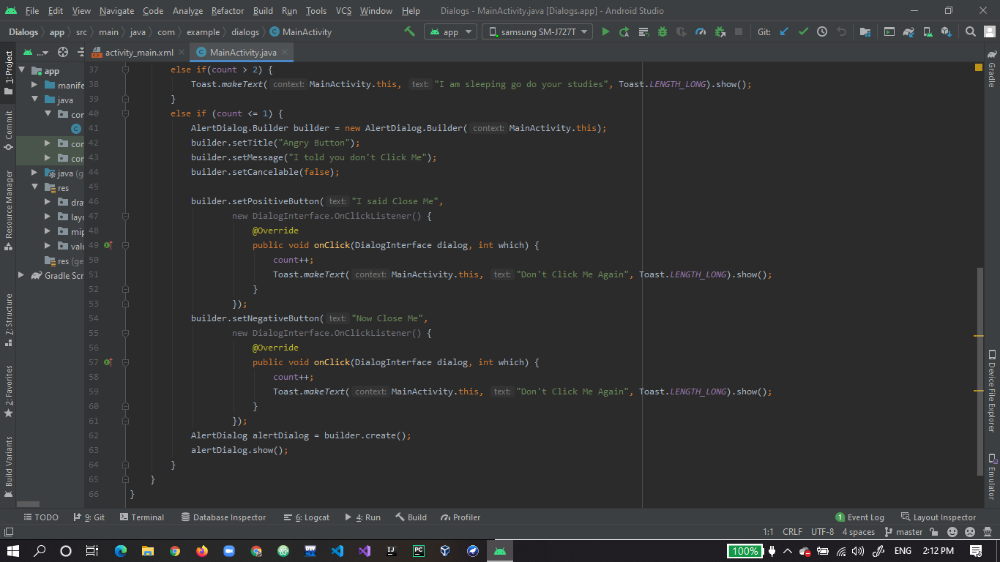 File Edit View Navigate Code Analyze Refactor Build Run Tools VCS Window Help Dialogs - MainActivity.java [Dialogs.app] - Android Studio
Dialogs app src main java com example dialogs MainActivity app samsung SM-J727T Git:
... activity_main.xml MainActivity.java
1: Project
Commit
Resource Manager
7: Structure
2: Favorites
Build Variants
app
manife
java
con
con
con
java (g
res
dra
layo
mip
valu
res (ge
Gradle Scr
37 else if(count > 2) {
38 Toast.makeText( context: MainActivity.this, text: "I am sleeping go do your studies", Toast.LENGTH_LONG).show();
39 }
40 else if (count <= 1) {
41 AlertDialog.Builder builder = new AlertDialog.Builder( context: MainActivity.this);
42 builder.setTitle("Angry Button");
43 builder.setMessage("I told you don't Click Me");
44 builder.setCancelable(false);
45
46 builder.setPositiveButton( text: "I said Close Me",
47 new DialogInterface.OnClickListener() {
48 @Override
49 public void onClick(DialogInterface dialog, int which) {
50 count++;
51 Toast.makeText( context: MainActivity.this, text: "Don't Click Me Again", Toast.LENGTH_LONG).show();
52 }
53 });
54 builder.setNegativeButton( text: "Now Close Me",
55 new DialogInterface.OnClickListener() {
56 @Override
57 public void onClick(DialogInterface dialog, int which) {
58 count++;
59 Toast.makeText( context: MainActivity.this, text: "Don't Click Me Again", Toast.LENGTH_LONG).show();
60 }
61 });
62 AlertDialog alertDialog = builder.create();
63 alertDialog.show();
64 }
65 }
66 }
Gradle
Device File Explorer
Emulator
TODO 9: Git Terminal Database Inspector 6: Logcat 4: Run Build Profiler 1 Event Log Layout Inspector
1:1 CRLF UTF-8 4 spaces master
100% ENG 2:12 PM